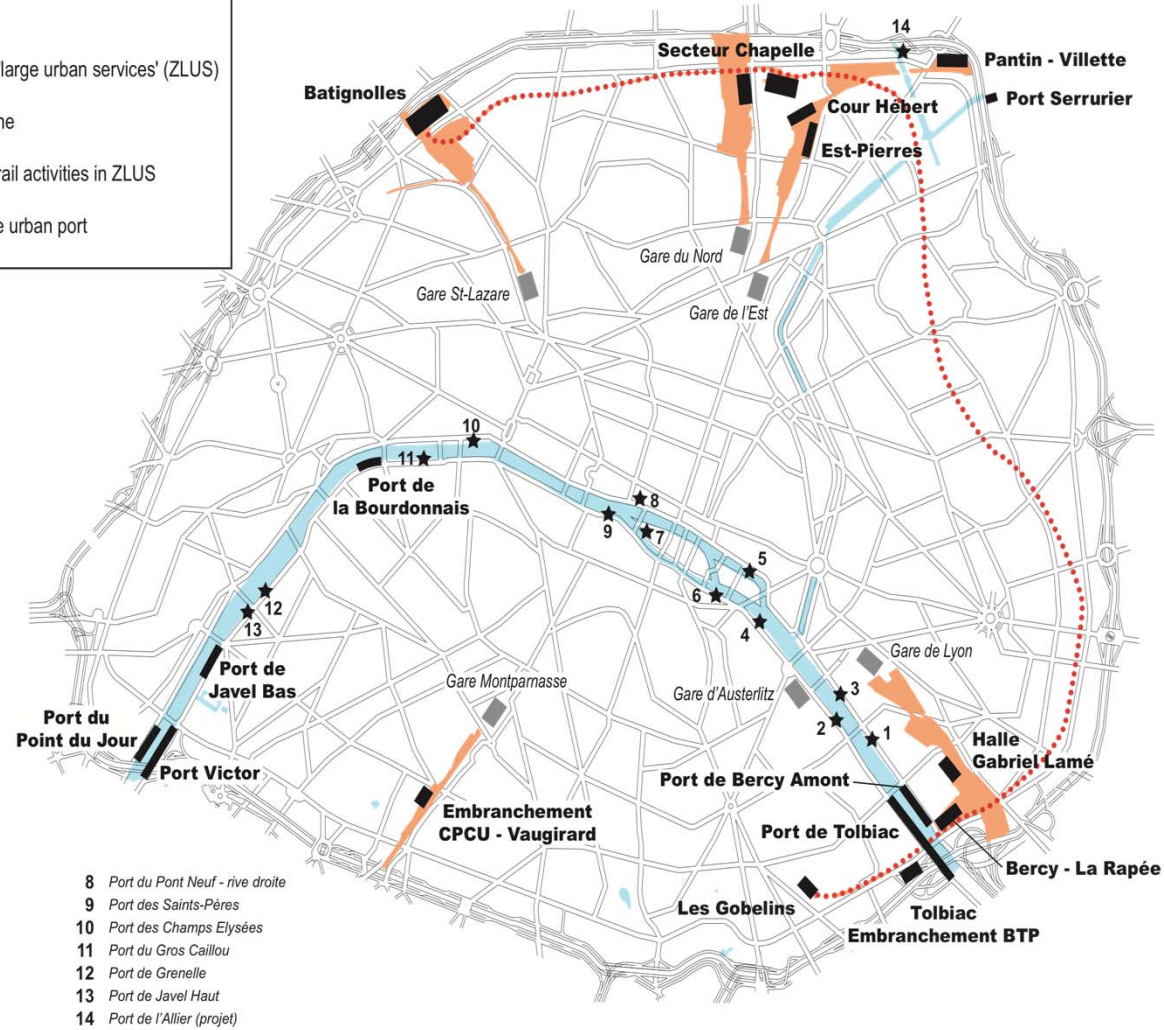 'large urban services' (ZLUS)
ne
rail activities in ZLUS
e urban port
14
Secteur Chapelle
Pantin - Villette
Batignolles
Port Serrurier
Cour Hébert
Est-Pierres
Gare du Nord
Gare St-Lazare
Gare de l'Est
10
11
Port de
la Bourdonnais
8
9
7
5
6
4
12
13
Port de
Javel Bas
Gare Montparnasse
Gare d'Austerlitz
Gare de Lyon
3
2
1
Port du
Point du Jour
Port Victor
Halle
Gabriel Lamé
Port de Bercy Amont
Embranchement
CPCU - Vaugirard
Port de Tolbiac
Bercy - La Rapée
Les Gobelins
Tolbiac
Embranchement BTP
8 Port du Pont Neuf - rive droite
9 Port des Saints-Pères
10 Port des Champs Elysées
11 Port du Gros Caillou
12 Port de Grenelle
13 Port de Javel Haut
14 Port de l'Allier (projet)